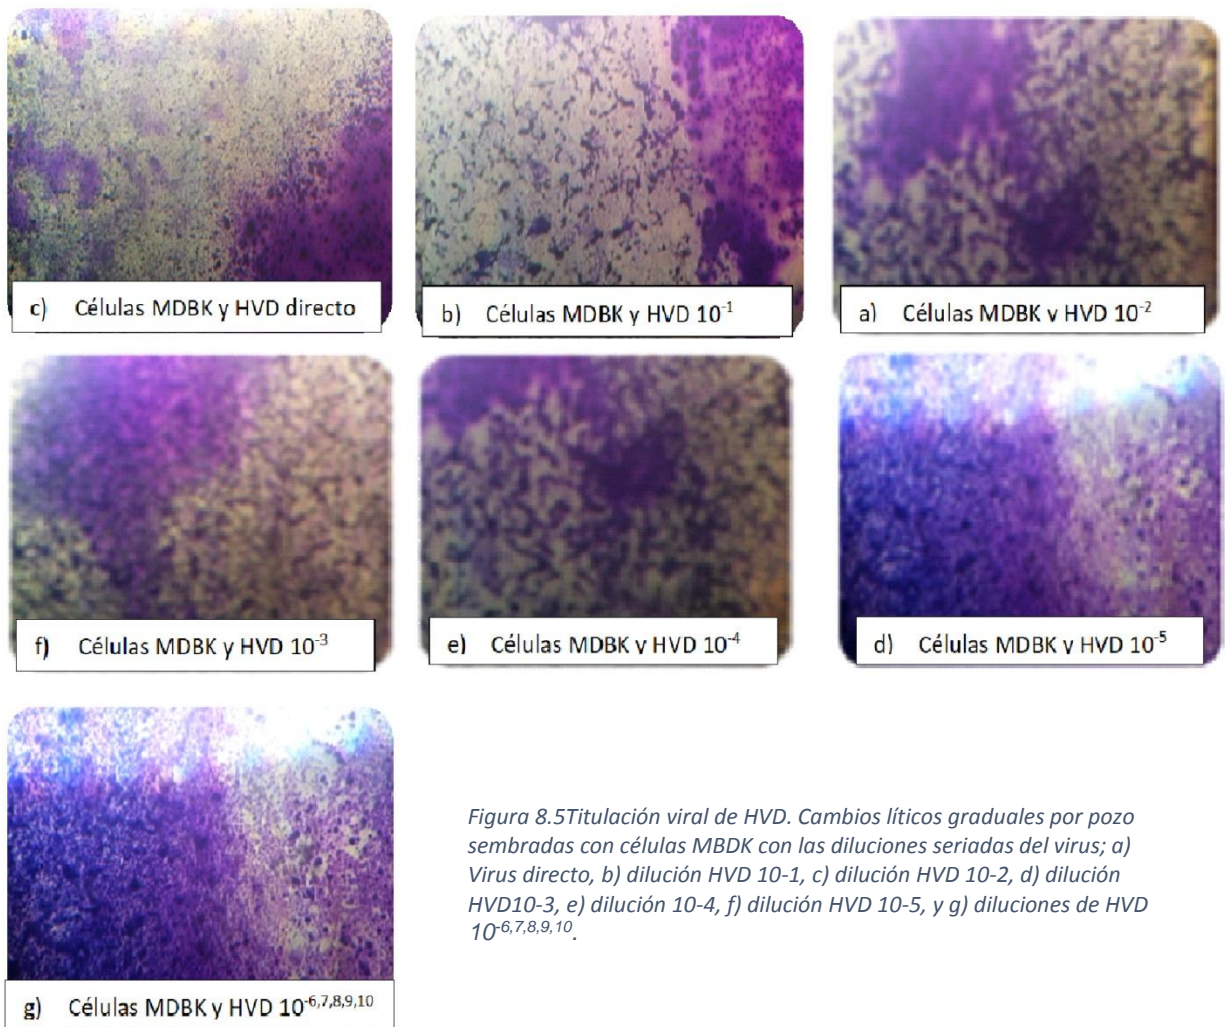 c) Células MDBK y HVD directo
b) Células MDBK y HVD 10⁻¹
a) Células MDBK v HVD 10⁻²
f) Células MDBK y HVD 10⁻³
e) Células MDBK v HVD 10⁻⁴
d) Células MDBK y HVD 10⁻⁵
g) Células MDBK y HVD 10⁻⁶,⁷,⁸,⁹,¹⁰
Figura 8.5Titulación viral de HVD. Cambios líticos graduales por pozo
sembradas con células MBDK con las diluciones seriadas del virus; a)
Virus directo, b) dilución HVD 10-1, c) dilución HVD 10-2, d) dilución
HVD10-3, e) dilución 10-4, f) dilución HVD 10-5, y g) diluciones de HVD
10⁻⁶,⁷,⁸,⁹,¹⁰.